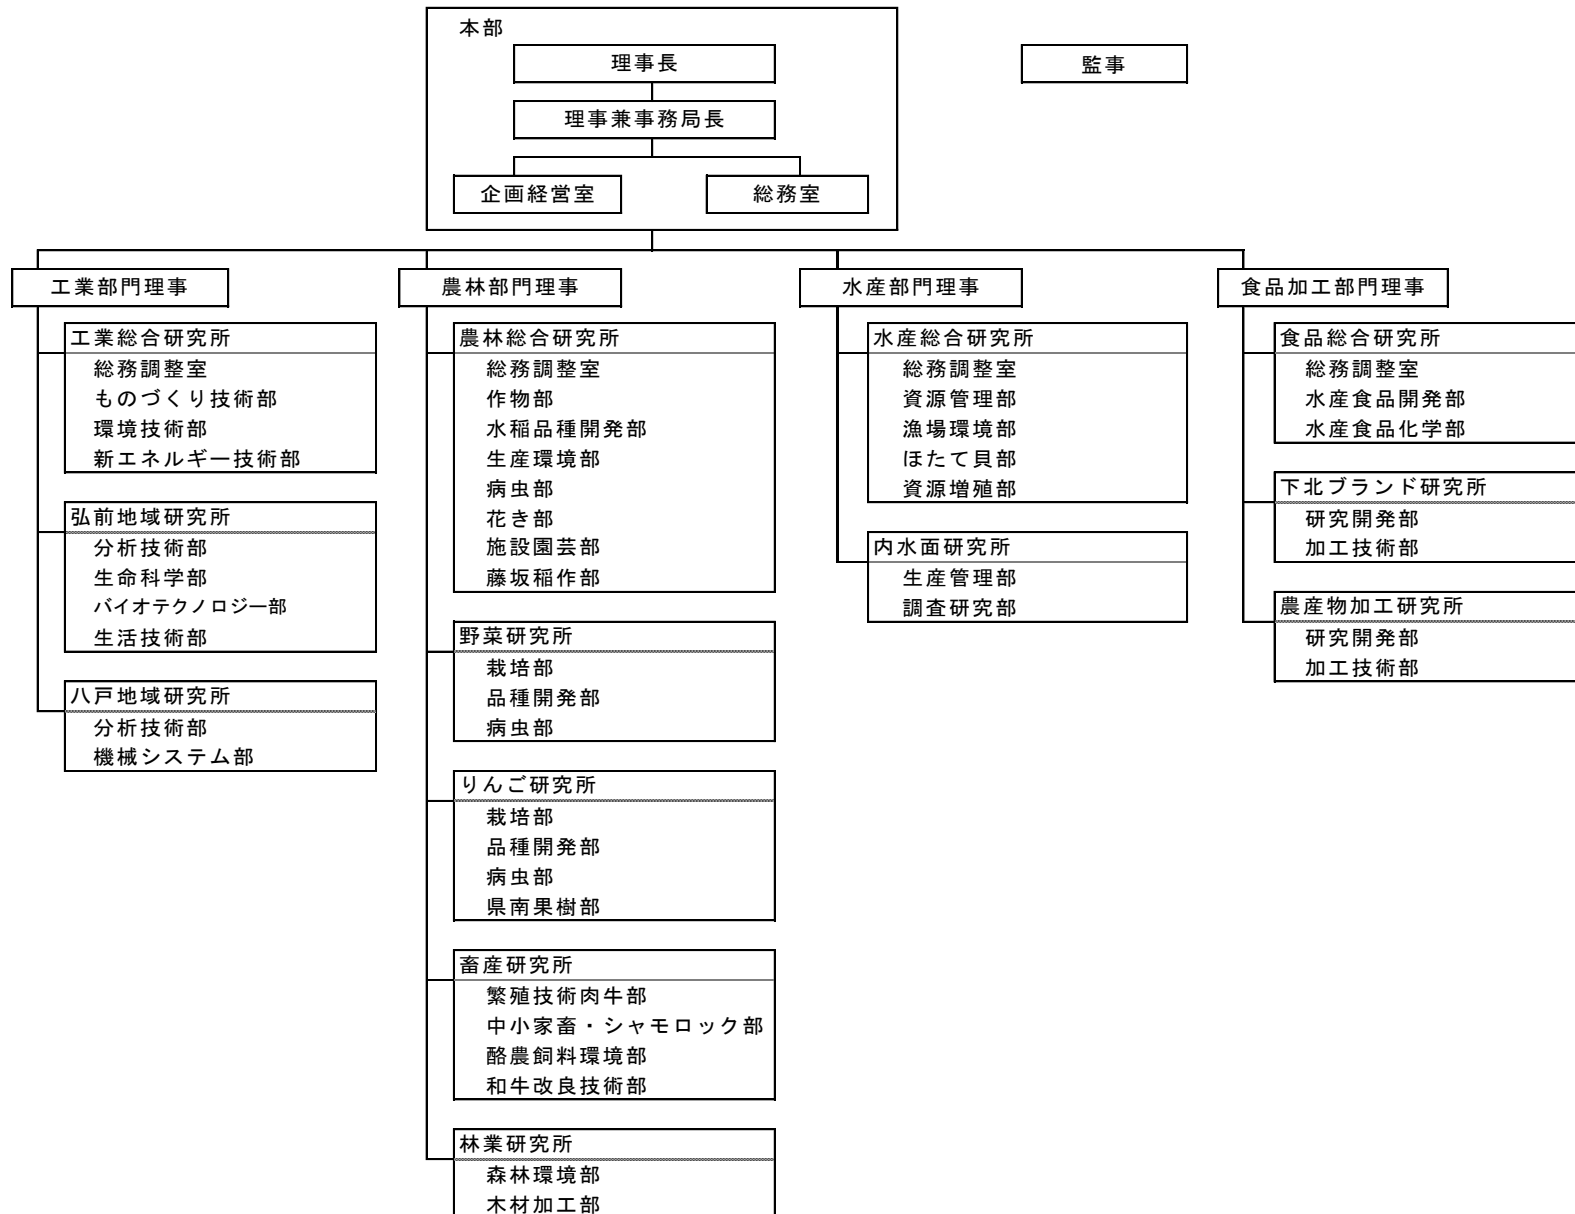 本部
理事長
監事
理事兼事務局長
企画経営室
総務室
工業部門理事
工業総合研究所
総務調整室
ものづくり技術部
環境技術部
新エネルギー技術部
弘前地域研究所
分析技術部
生命科学部
バイオテクノロジー部
生活技術部
八戸地域研究所
分析技術部
機械システム部
農林部門理事
農林総合研究所
総務調整室
作物部
水稲品種開発部
生産環境部
病虫部
花き部
施設園芸部
藤坂稲作部
野菜研究所
栽培部
品種開発部
病虫部
りんご研究所
栽培部
品種開発部
病虫部
県南果樹部
畜産研究所
繁殖技術肉牛部
中小家畜・シャモロック部
酪農飼料環境部
和牛改良技術部
林業研究所
森林環境部
木材加工部
水産部門理事
水産総合研究所
総務調整室
資源管理部
漁場環境部
ほたて貝部
資源増殖部
内水面研究所
生産管理部
調査研究部
食品加工部門理事
食品総合研究所
総務調整室
水産食品開発部
水産食品化学部
下北ブランド研究所
研究開発部
加工技術部
農産物加工研究所
研究開発部
加工技術部